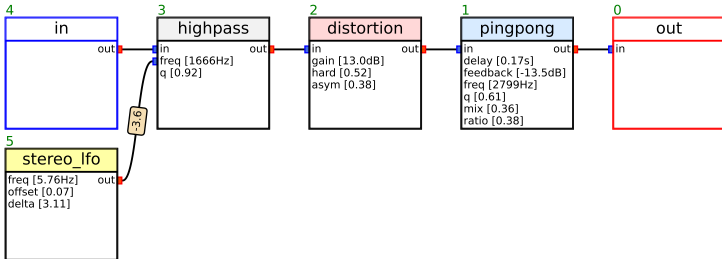 4
in
out
3
highpass
in
out
freq [1666Hz]
q [0.92]
2
distortion
in
out
gain [13.0dB]
hard [0.52]
asym [0.38]
1
pingpong
in
out
delay [0.17s]
feedback [-13.5dB]
freq [2799Hz]
q [0.61]
mix [0.36]
ratio [0.38]
0
out
in
-3.6
5
stereo_lfo
freq [5.76Hz]
out
offset [0.07]
delta [3.11]